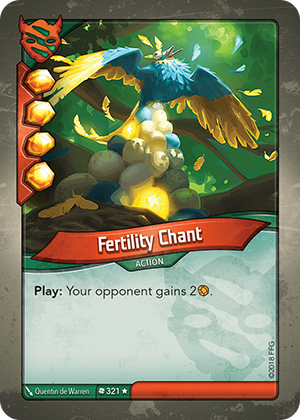 Fertility Chant
ACTION
Play: Your opponent gains 2.
Quentin de Warren
321 ★
©2018 FFG